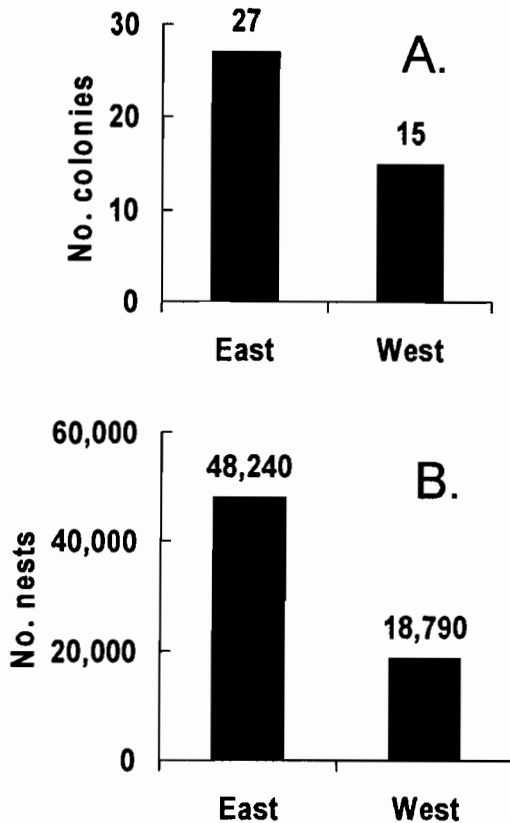 30
27
A.
20
15
No. colonies
10
0
East West
60,000
48,240
B.
40,000
No. nests
18,790
20,000
0
East West